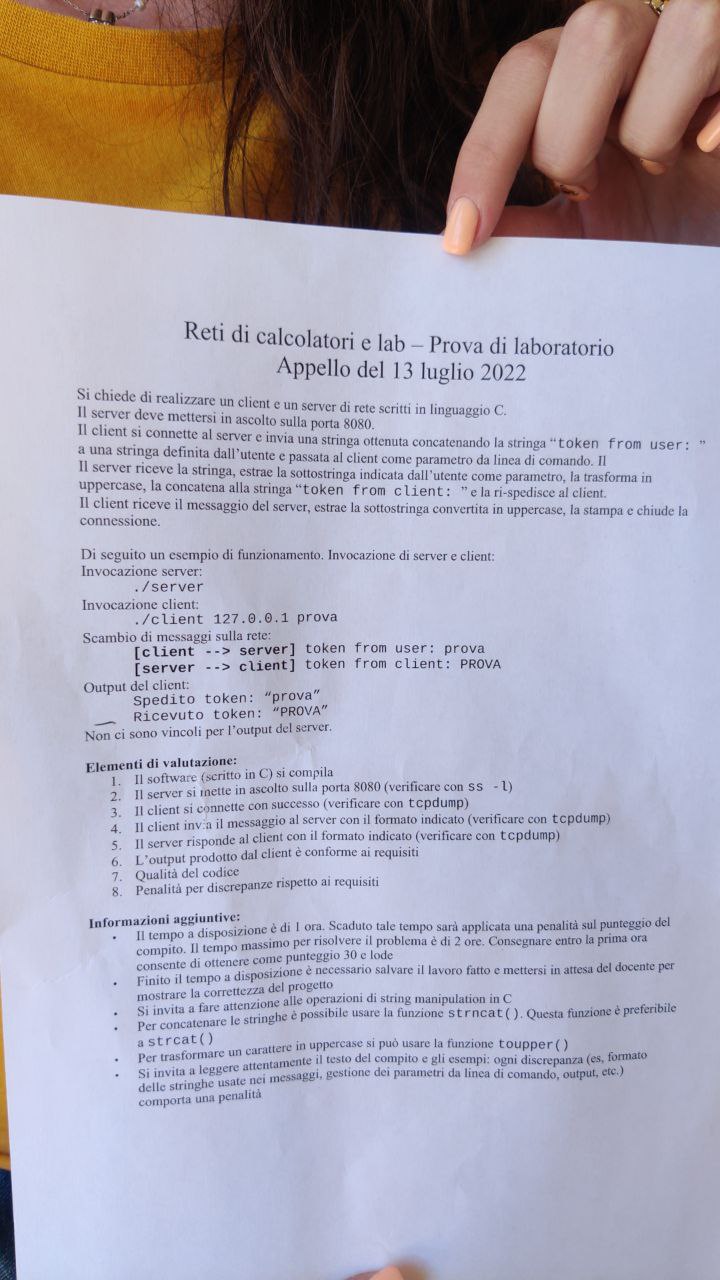 Reti di calcolatori e lab – Prova di laboratorio
Appello del 13 luglio 2022
Si chiede di realizzare un client e un server di rete scritti in linguaggio C.
Il server deve mettersi in ascolto sulla porta 8080.
Il client si connette al server e invia una stringa ottenuta concatenando la stringa “token from user: ”
a una stringa definita dall’utente e passata al client come parametro da linea di comando. Il
Il server riceve la stringa, estrae la sottostringa indicata dall’utente come parametro, la trasforma in
uppercase, la concatena alla stringa “token from client: ” e la ri-spedisce al client.
Il client riceve il messaggio del server, estrae la sottostringa convertita in uppercase, la stampa e chiude la
connessione.
Di seguito un esempio di funzionamento. Invocazione di server e client:
Invocazione server:
./server
Invocazione client:
./client 127.0.0.1 prova
Scambio di messaggi sulla rete:
[client --> server] token from user: prova
[server --> client] token from client: PROVA
Output del client:
Spedito token: “prova”
Ricevuto token: “PROVA”
Non ci sono vincoli per l’output del server.
Elementi di valutazione:
1. Il software (scritto in C) si compila
2. Il server si mette in ascolto sulla porta 8080 (verificare con ss -l)
3. Il client si connette con successo (verificare con tcpdump)
4. Il client invia il messaggio al server con il formato indicato (verificare con tcpdump)
5. Il server risponde al client con il formato indicato (verificare con tcpdump)
6. L’output prodotto dal client è conforme ai requisiti
7. Qualità del codice
8. Penalità per discrepanze rispetto ai requisiti
Informazioni aggiuntive:
• Il tempo a disposizione è di 1 ora. Scaduto tale tempo sarà applicata una penalità sul punteggio del
compito. Il tempo massimo per risolvere il problema è di 2 ore. Consegnare entro la prima ora
consente di ottenere come punteggio 30 e lode
• Finito il tempo a disposizione è necessario salvare il lavoro fatto e mettersi in attesa del docente per
mostrare la correttezza del progetto
• Si invita a fare attenzione alle operazioni di string manipulation in C
• Per concatenare le stringhe è possibile usare la funzione strncat(). Questa funzione è preferibile
a strcat()
• Per trasformare un carattere in uppercase si può usare la funzione toupper()
• Si invita a leggere attentamente il testo del compito e gli esempi: ogni discrepanza (es, formato
delle stringhe usate nei messaggi, gestione dei parametri da linea di comando, output, etc.)
comporta una penalità